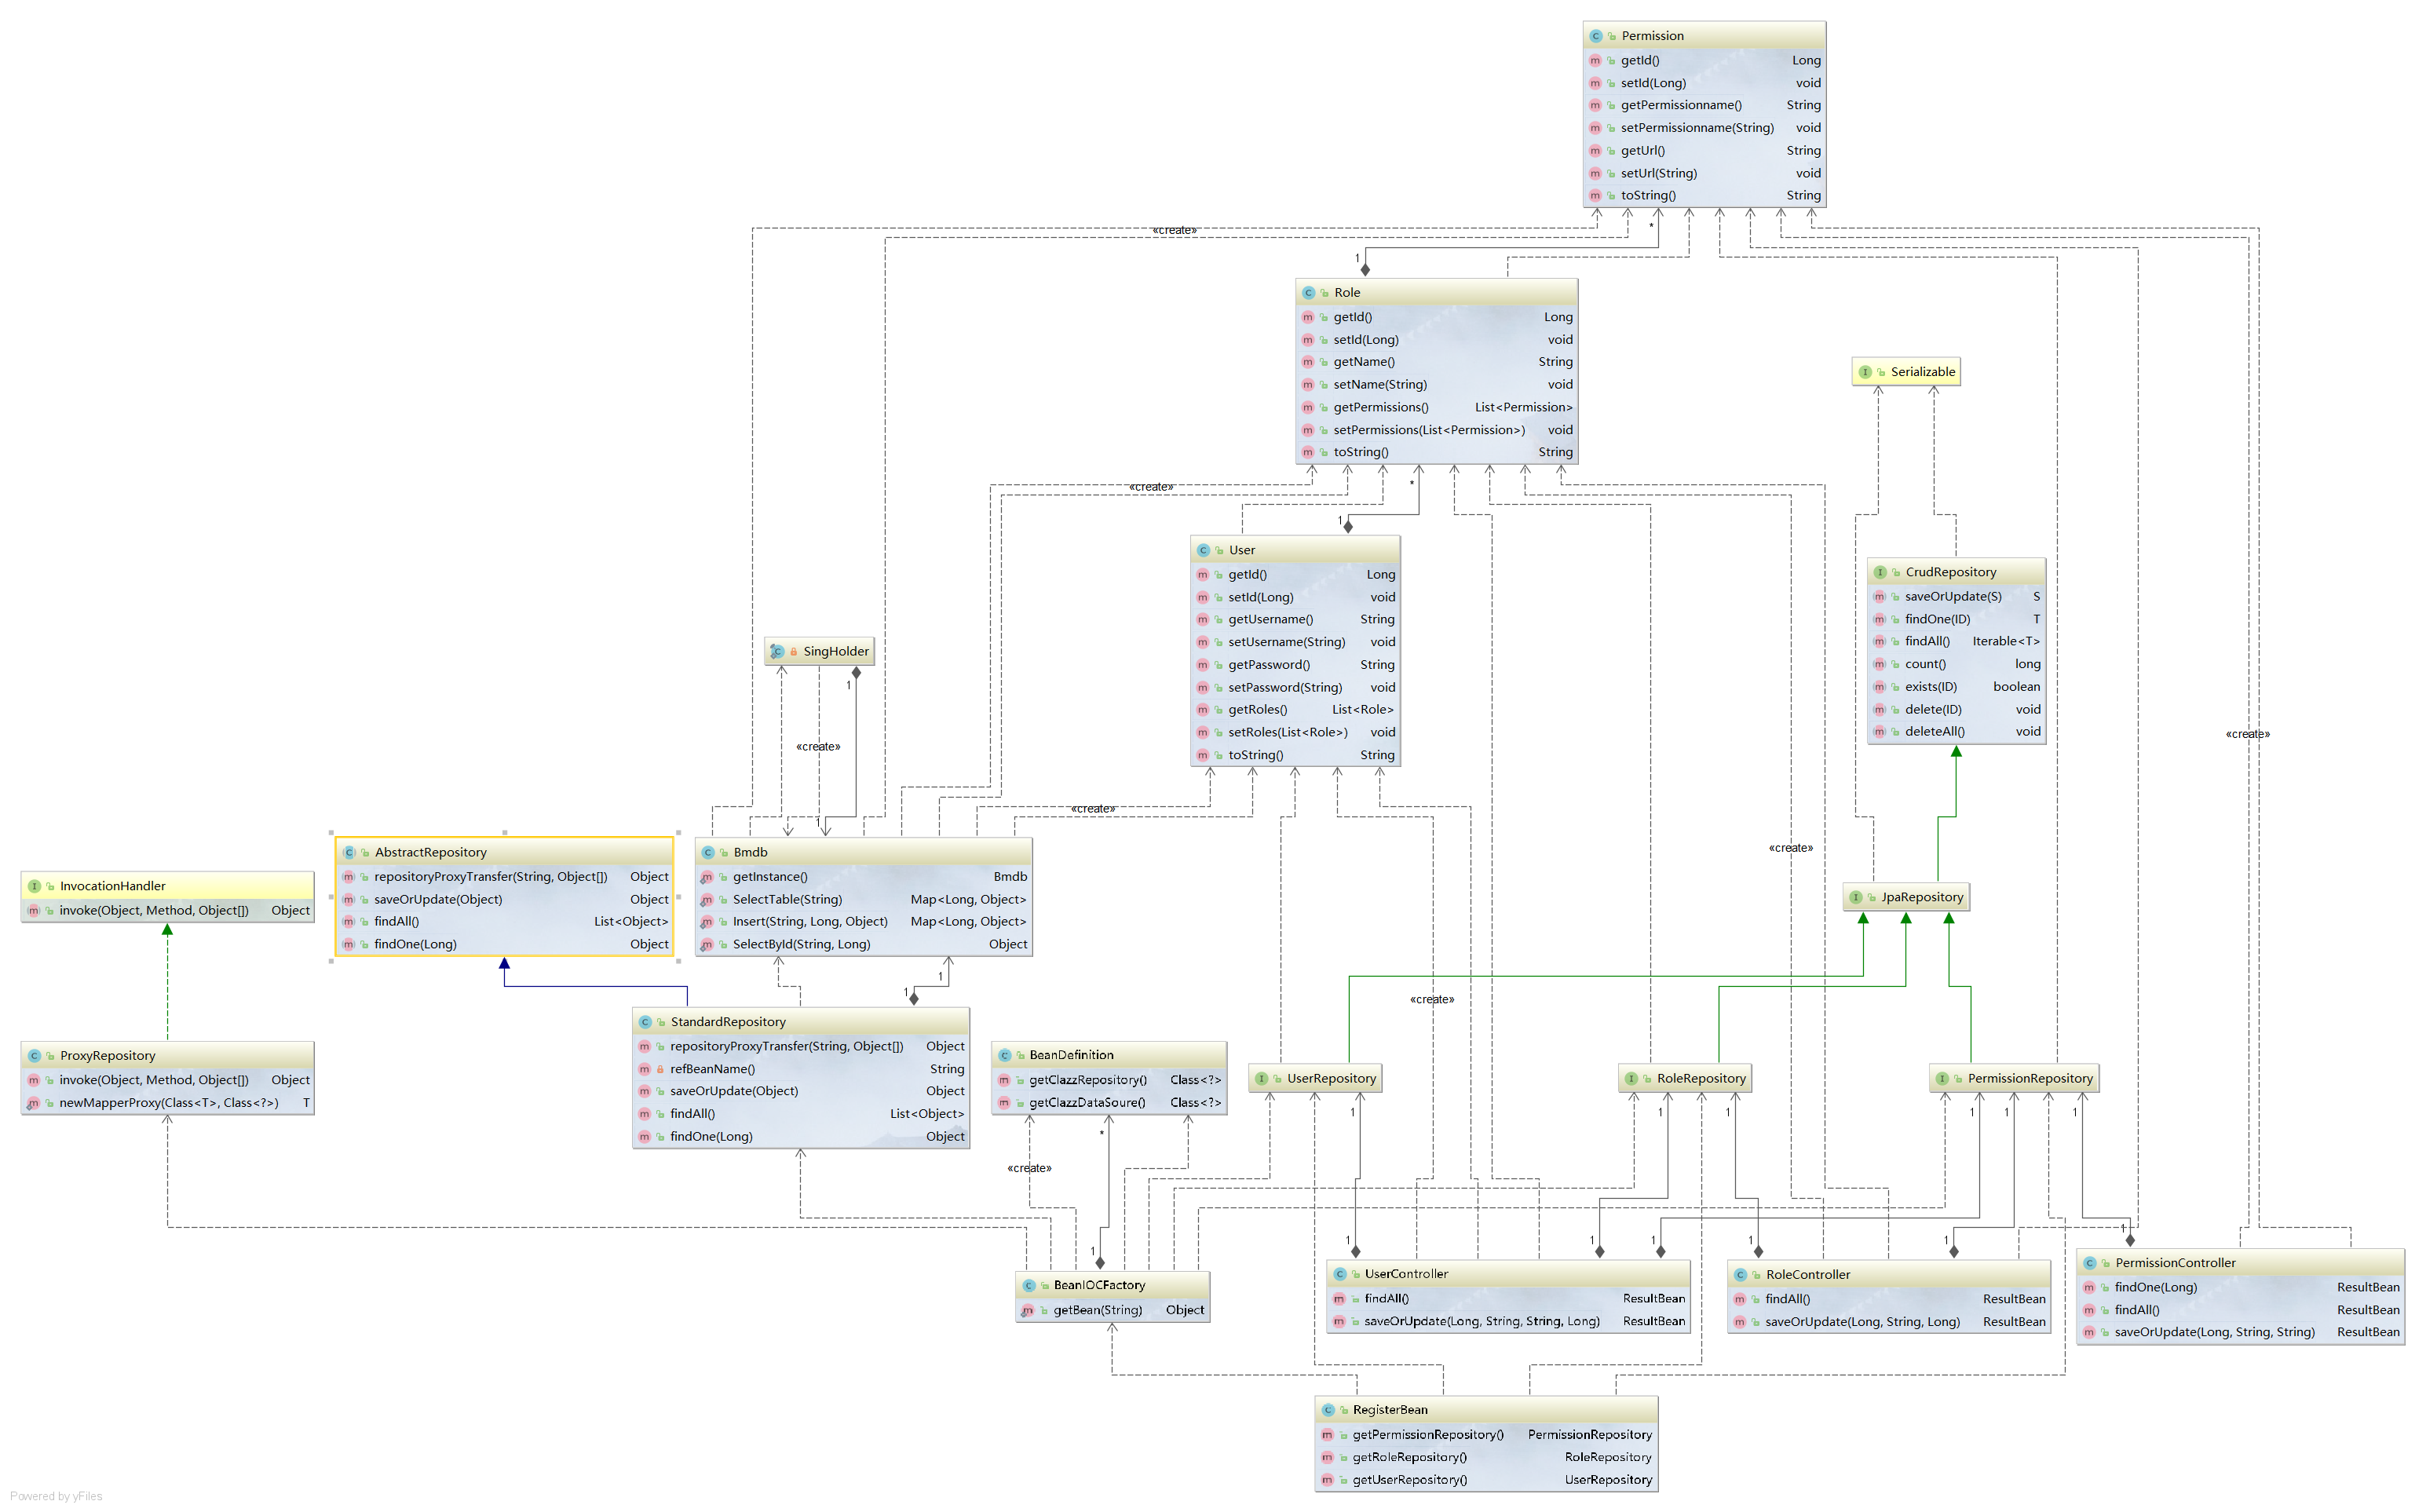 Permission
getId() Long
setId(Long) void
getPermissionname() String
setPermissionname(String) void
getUrl() String
setUrl(String) void
toString() String
«create»
*
1
Role
getId() Long
setId(Long) void
getName() String
setName(String) void
getPermissions() List<Permission>
setPermissions(List<Permission>) void
toString() String
Serializable
«create»
*
1
User
getId() Long
setId(Long) void
getUsername() String
setUsername(String) void
getPassword() String
setPassword(String) void
getRoles() List<Role>
setRoles(List<Role>) void
toString() String
CrudRepository
saveOrUpdate(S) S
findOne(ID) T
findAll() Iterable<T>
count() long
exists(ID) boolean
delete(ID) void
deleteAll() void
SingHolder
1
«create»
1
«create»
«create»
«create»
AbstractRepository
repositoryProxyTransfer(String, Object[]) Object
saveOrUpdate(Object) Object
findAll() List<Object>
findOne(Long) Object
Bmdb
getInstance() Bmdb
SelectTable(String) Map<Long, Object>
Insert(String, Long, Object) Map<Long, Object>
SelectById(String, Long) Object
InvocationHandler
invoke(Object, Method, Object[]) Object
JpaRepository
1
1
«create»
StandardRepository
repositoryProxyTransfer(String, Object[]) Object
refBeanName() String
saveOrUpdate(Object) Object
findAll() List<Object>
findOne(Long) Object
ProxyRepository
invoke(Object, Method, Object[]) Object
newMapperProxy(Class<T>, Class<?>) T
BeanDefinition
getClazzRepository() Class<?>
getClazzDataSoure() Class<?>
UserRepository
RoleRepository
PermissionRepository
1
1
1
1
1
1
*
«create»
1
1
1
1
1
1
1
BeanIOCFactory
getBean(String) Object
UserController
findAll() ResultBean
saveOrUpdate(Long, String, String, Long) ResultBean
RoleController
findAll() ResultBean
saveOrUpdate(Long, String, Long) ResultBean
PermissionController
findOne(Long) ResultBean
findAll() ResultBean
saveOrUpdate(Long, String, String) ResultBean
RegisterBean
getPermissionRepository() PermissionRepository
getRoleRepository() RoleRepository
getUserRepository() UserRepository
Powered by yFiles